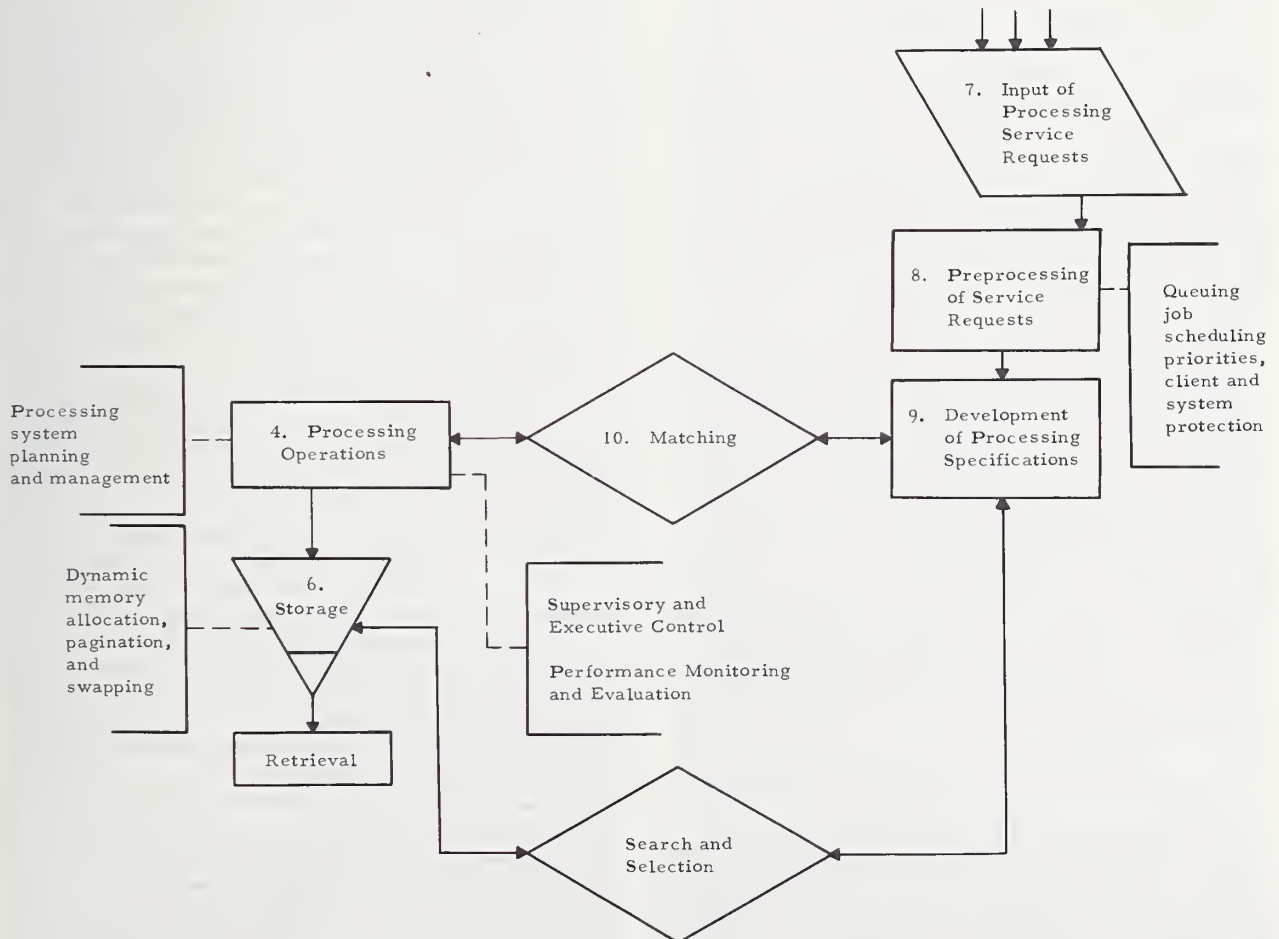 7. Input of
Processing
Service
Requests
8. Preprocessing
of Service
Requests
Queuing
job
scheduling
priorities,
client and
system
protection
Processing
system
planning
and management
4. Processing
Operations
10. Matching
9. Development
of Processing
Specifications
Dynamic
memory
allocation,
pagination,
and
swapping
6.
Storage
Supervisory and
Executive Control
Performance Monitoring
and Evaluation
Retrieval
Search and
Selection